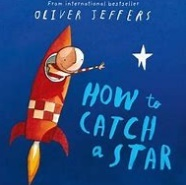 From international bestseller
OLIVER JEFFERS
HOW to
CATCH
a STAR